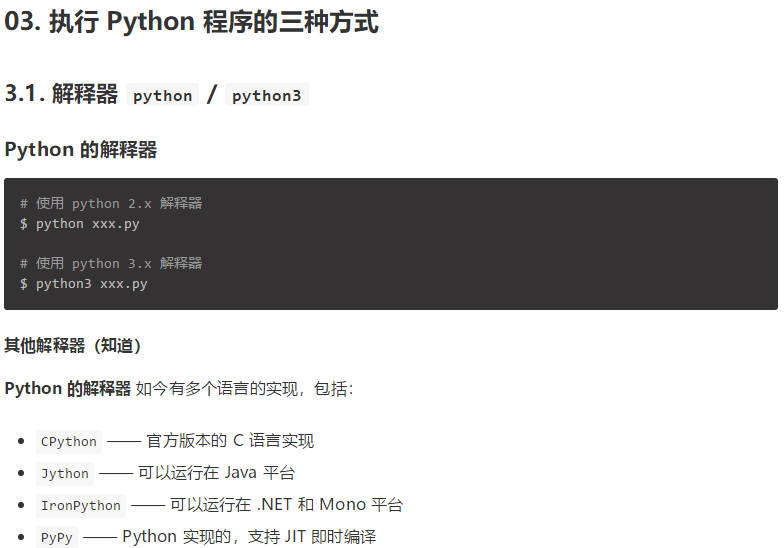 03. 执行 Python 程序的三种方式
3.1. 解释器 python / python3
Python 的解释器
# 使用 python 2.x 解释器
$ python xxx.py
# 使用 python 3.x 解释器
$ python3 xxx.py
其他解释器（知道）
Python 的解释器 如今有多个语言的实现，包括：
• CPython —— 官方版本的 C 语言实现
• Jython —— 可以运行在 Java 平台
• IronPython —— 可以运行在 .NET 和 Mono 平台
• PyPy —— Python 实现的，支持 JIT 即时编译